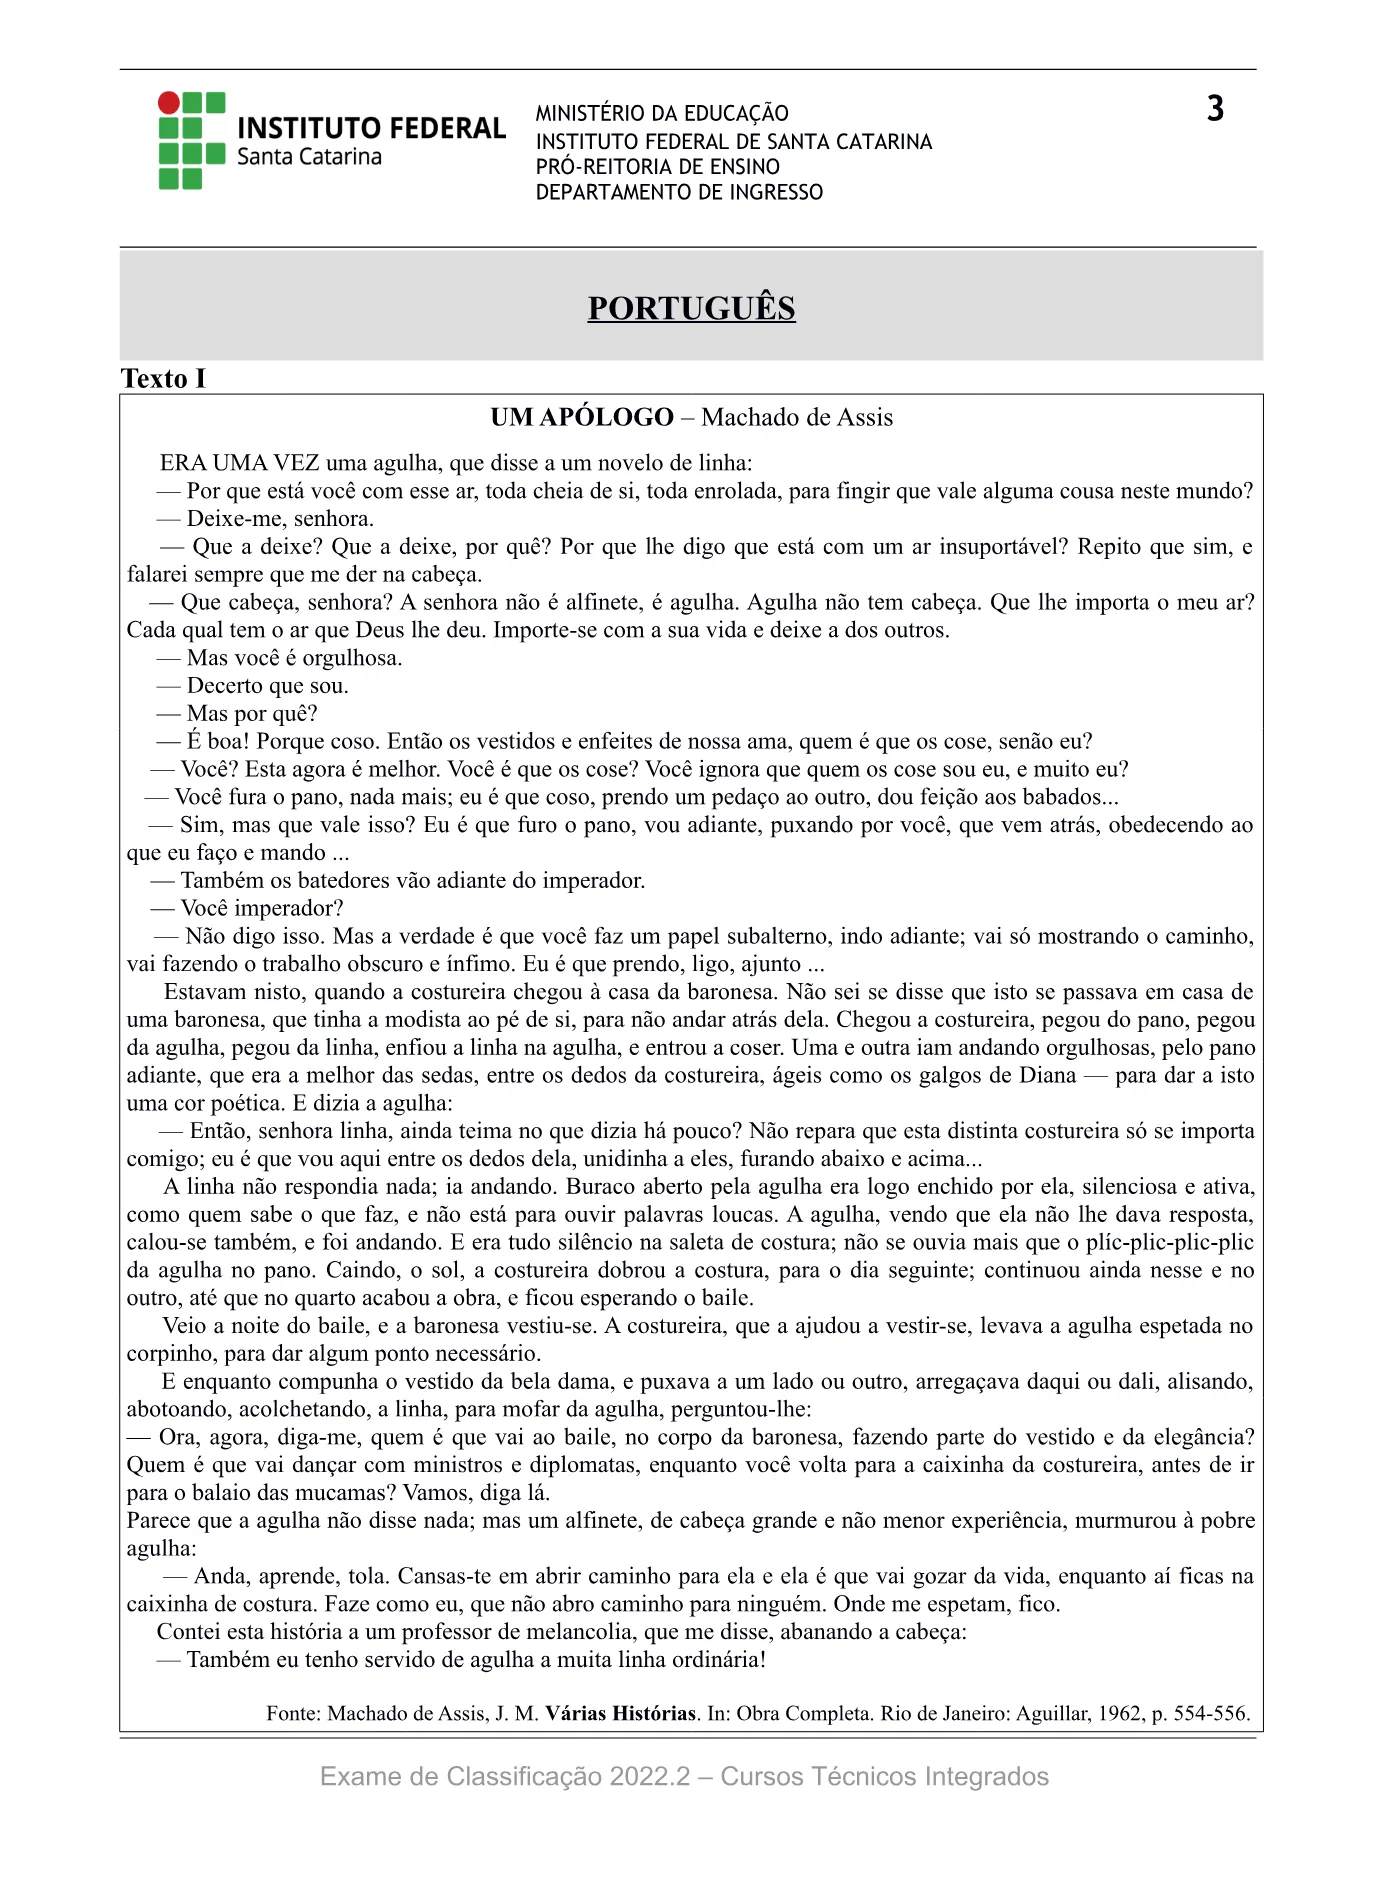 INSTITUTO FEDERAL
Santa Catarina
MINISTÉRIO DA EDUCAÇÃO
INSTITUTO FEDERAL DE SANTA CATARINA
PRÓ-REITORIA DE ENSINO
DEPARTAMENTO DE INGRESSO
3
PORTUGUÊS
Texto I
UM APÓLOGO – Machado de Assis
ERA UMA VEZ uma agulha, que disse a um novelo de linha:
— Por que está você com esse ar, toda cheia de si, toda enrolada, para fingir que vale alguma cousa neste mundo?
— Deixe-me, senhora.
— Que a deixe? Que a deixe, por quê? Por que lhe digo que está com um ar insuportável? Repito que sim, e
falarei sempre que me der na cabeça.
— Que cabeça, senhora? A senhora não é alfinete, é agulha. Agulha não tem cabeça. Que lhe importa o meu ar?
Cada qual tem o ar que Deus lhe deu. Importe-se com a sua vida e deixe a dos outros.
— Mas você é orgulhosa.
— Decerto que sou.
— Mas por quê?
— É boa! Porque coso. Então os vestidos e enfeites de nossa ama, quem é que os cose, senão eu?
— Você? Esta agora é melhor. Você é que os cose? Você ignora que quem os cose sou eu, e muito eu?
— Você fura o pano, nada mais; eu é que coso, prendo um pedaço ao outro, dou feição aos babados...
— Sim, mas que vale isso? Eu é que furo o pano, vou adiante, puxando por você, que vem atrás, obedecendo ao
que eu faço e mando ...
— Também os batedores vão adiante do imperador.
— Você imperador?
— Não digo isso. Mas a verdade é que você faz um papel subalterno, indo adiante; vai só mostrando o caminho,
vai fazendo o trabalho obscuro e ínfimo. Eu é que prendo, ligo, ajunto ...
Estavam nisto, quando a costureira chegou à casa da baronesa. Não sei se disse que isto se passava em casa de
uma baronesa, que tinha a modista ao pé de si, para não andar atrás dela. Chegou a costureira, pegou do pano, pegou
da agulha, pegou da linha, enfiou a linha na agulha, e entrou a coser. Uma e outra iam andando orgulhosas, pelo pano
adiante, que era a melhor das sedas, entre os dedos da costureira, ágeis como os galgos de Diana — para dar a isto
uma cor poética. E dizia a agulha:
— Então, senhora linha, ainda teima no que dizia há pouco? Não repara que esta distinta costureira só se importa
comigo; eu é que vou aqui entre os dedos dela, unidinha a eles, furando abaixo e acima...
A linha não respondia nada; ia andando. Buraco aberto pela agulha era logo enchido por ela, silenciosa e ativa,
como quem sabe o que faz, e não está para ouvir palavras loucas. A agulha, vendo que ela não lhe dava resposta,
calou-se também, e foi andando. E era tudo silêncio na saleta de costura; não se ouvia mais que o plíc-plic-plic-plic
da agulha no pano. Caindo, o sol, a costureira dobrou a costura, para o dia seguinte; continuou ainda nesse e no
outro, até que no quarto acabou a obra, e ficou esperando o baile.
Veio a noite do baile, e a baronesa vestiu-se. A costureira, que a ajudou a vestir-se, levava a agulha espetada no
corpinho, para dar algum ponto necessário.
E enquanto compunha o vestido da bela dama, e puxava a um lado ou outro, arregaçava daqui ou dali, alisando,
abotoando, acolchetando, a linha, para mofar da agulha, perguntou-lhe:
— Ora, agora, diga-me, quem é que vai ao baile, no corpo da baronesa, fazendo parte do vestido e da elegância?
Quem é que vai dançar com ministros e diplomatas, enquanto você volta para a caixinha da costureira, antes de ir
para o balaio das mucamas? Vamos, diga lá.
Parece que a agulha não disse nada; mas um alfinete, de cabeça grande e não menor experiência, murmurou à pobre
agulha:
— Anda, aprende, tola. Cansas-te em abrir caminho para ela e ela é que vai gozar da vida, enquanto aí ficas na
caixinha de costura. Faze como eu, que não abro caminho para ninguém. Onde me espetam, fico.
Contei esta história a um professor de melancolia, que me disse, abanando a cabeça:
— Também eu tenho servido de agulha a muita linha ordinária!
Fonte: Machado de Assis, J. M. Várias Histórias. In: Obra Completa. Rio de Janeiro: Aguillar, 1962, p. 554-556.
Exame de Classificação 2022.2 – Cursos Técnicos Integrados